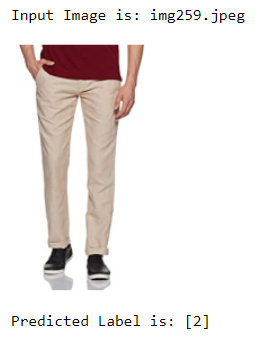 Input Image is: img259.jpeg
Predicted Label is: [2]